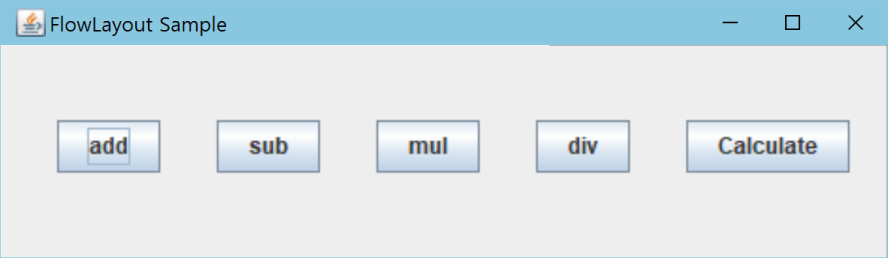 FlowLayout Sample
add sub mul div Calculate